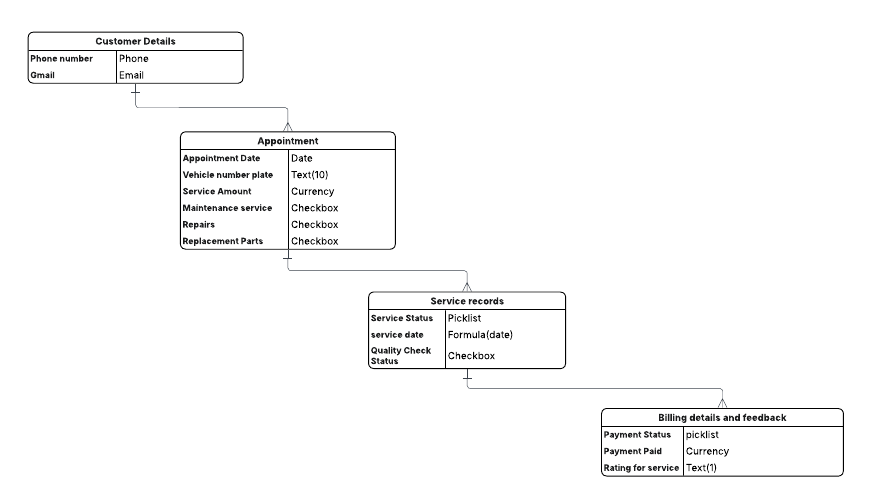 Customer Details
Phone number Phone
Gmail Email
Appointment
Appointment Date Date
Vehicle number plate Text(10)
Service Amount Currency
Maintenance service Checkbox
Repairs Checkbox
Replacement Parts Checkbox
Service records
Service Status Picklist
service date Formula(date)
Quality Check
Status Checkbox
Billing details and feedback
Payment Status picklist
Payment Paid Currency
Rating for service Text(1)